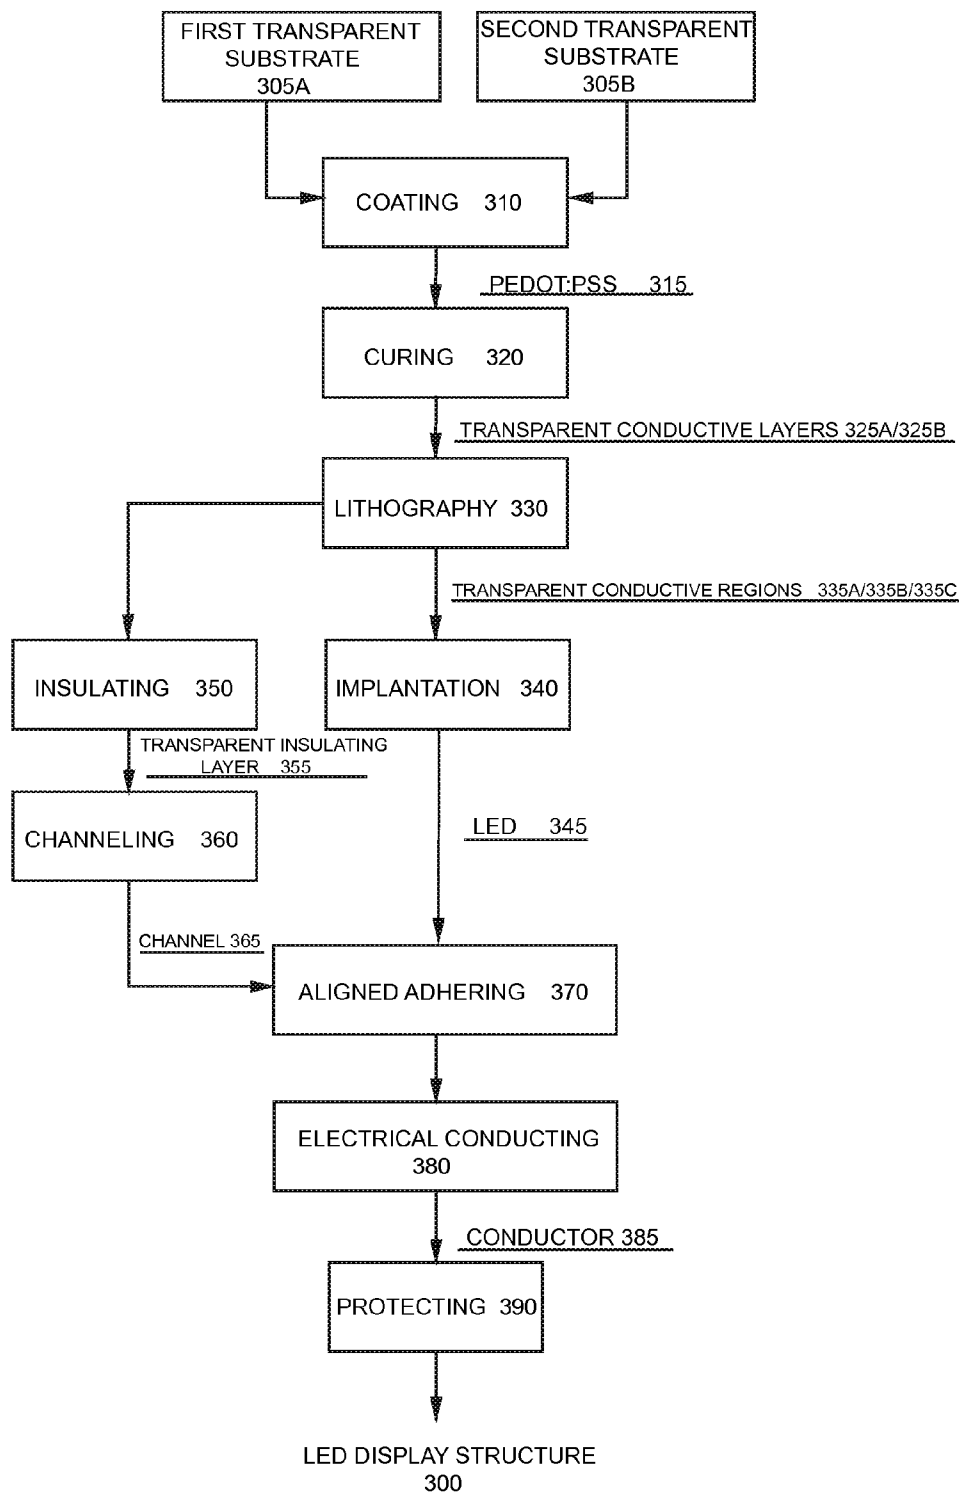 FIRST TRANSPARENT
SUBSTRATE
305A
SECOND TRANSPARENT
SUBSTRATE
305B
COATING 310
PEDOT:PSS 315
CURING 320
TRANSPARENT CONDUCTIVE LAYERS 325A/325B
LITHOGRAPHY 330
TRANSPARENT CONDUCTIVE REGIONS 335A/335B/335C
INSULATING 350
IMPLANTATION 340
TRANSPARENT INSULATING
LAYER 355
CHANNELING 360
LED 345
CHANNEL 365
ALIGNED ADHERING 370
ELECTRICAL CONDUCTING
380
CONDUCTOR 385
PROTECTING 390
LED DISPLAY STRUCTURE
300